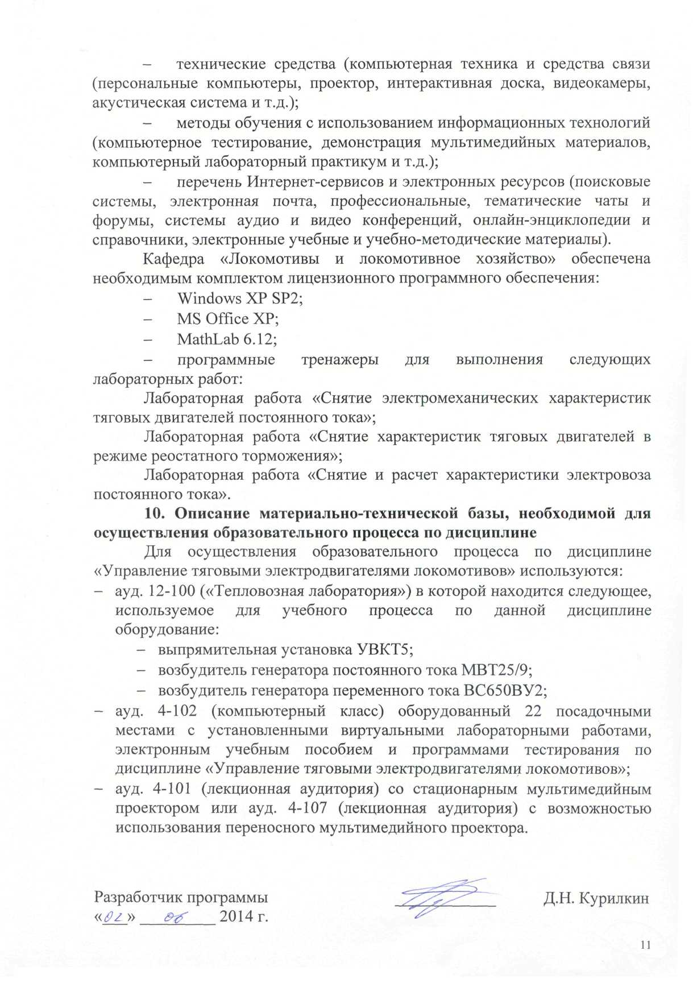 – технические средства (компьютерная техника и средства связи
(персональные компьютеры, проектор, интерактивная доска, видеокамеры,
акустическая система и т.д.);
– методы обучения с использованием информационных технологий
(компьютерное тестирование, демонстрация мультимедийных материалов,
компьютерный лабораторный практикум и т.д.);
– перечень Интернет-сервисов и электронных ресурсов (поисковые
системы, электронная почта, профессиональные, тематические чаты и
форумы, системы аудио и видео конференций, онлайн-энциклопедии и
справочники, электронные учебные и учебно-методические материалы).
Кафедра «Локомотивы и локомотивное хозяйство» обеспечена
необходимым комплектом лицензионного программного обеспечения:
– Windows XP SP2;
– MS Office XP;
– MathLab 6.12;
– программные тренажеры для выполнения следующих
лабораторных работ:
Лабораторная работа «Снятие электромеханических характеристик
тяговых двигателей постоянного тока»;
Лабораторная работа «Снятие характеристик тяговых двигателей в
режиме реостатного торможения»;
Лабораторная работа «Снятие и расчет характеристики электровоза
постоянного тока».
10. Описание материально-технической базы, необходимой для
осуществления образовательного процесса по дисциплине
Для осуществления образовательного процесса по дисциплине
«Управление тяговыми электродвигателями локомотивов» используются:
– ауд. 12-100 («Тепловозная лаборатория») в которой находится следующее,
используемое для учебного процесса по данной дисциплине
оборудование:
– выпрямительная установка УВКТ5;
– возбудитель генератора постоянного тока МВТ25/9;
– возбудитель генератора переменного тока ВС650ВУ2;
– ауд. 4-102 (компьютерный класс) оборудованный 22 посадочными
местами с установленными виртуальными лабораторными работами,
электронным учебным пособием и программами тестирования по
дисциплине «Управление тяговыми электродвигателями локомотивов»;
– ауд. 4-101 (лекционная аудитория) со стационарным мультимедийным
проектором или ауд. 4-107 (лекционная аудитория) с возможностью
использования переносного мультимедийного проектора.
Разработчик программы ____________ Д.Н. Курилкин
«02» 06 2014 г.
11